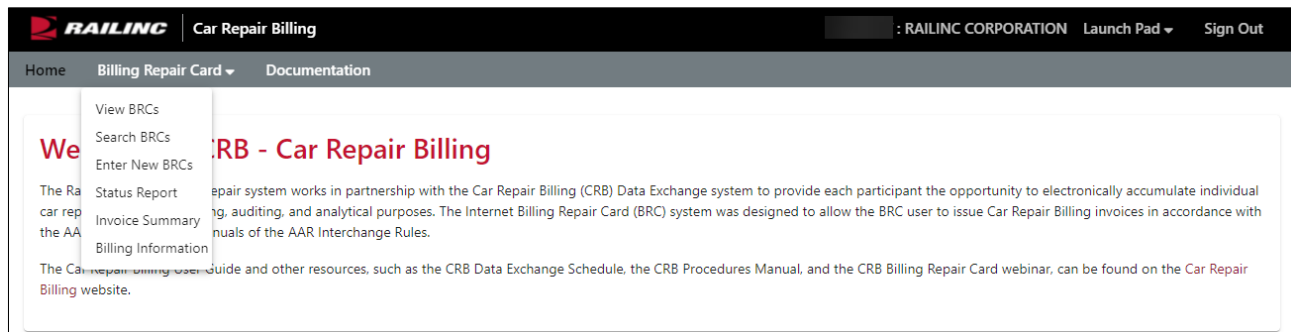 RAILINC Car Repair Billing : RAILINC CORPORATION Launch Pad Sign Out
Home Billing Repair Card Documentation
View BRCs
Search BRCs
Enter New BRCs
Status Report
Invoice Summary
Billing Information
We CRB - Car Repair Billing
The Ra epair system works in partnership with the Car Repair Billing (CRB) Data Exchange system to provide each participant the opportunity to electronically accumulate individual
car rep ng, auditing, and analytical purposes. The Internet Billing Repair Card (BRC) system was designed to allow the BRC user to issue Car Repair Billing invoices in accordance with
the AA nuals of the AAR Interchange Rules.
The Car Repair Billing User Guide and other resources, such as the CRB Data Exchange Schedule, the CRB Procedures Manual, and the CRB Billing Repair Card webinar, can be found on the Car Repair
Billing website.